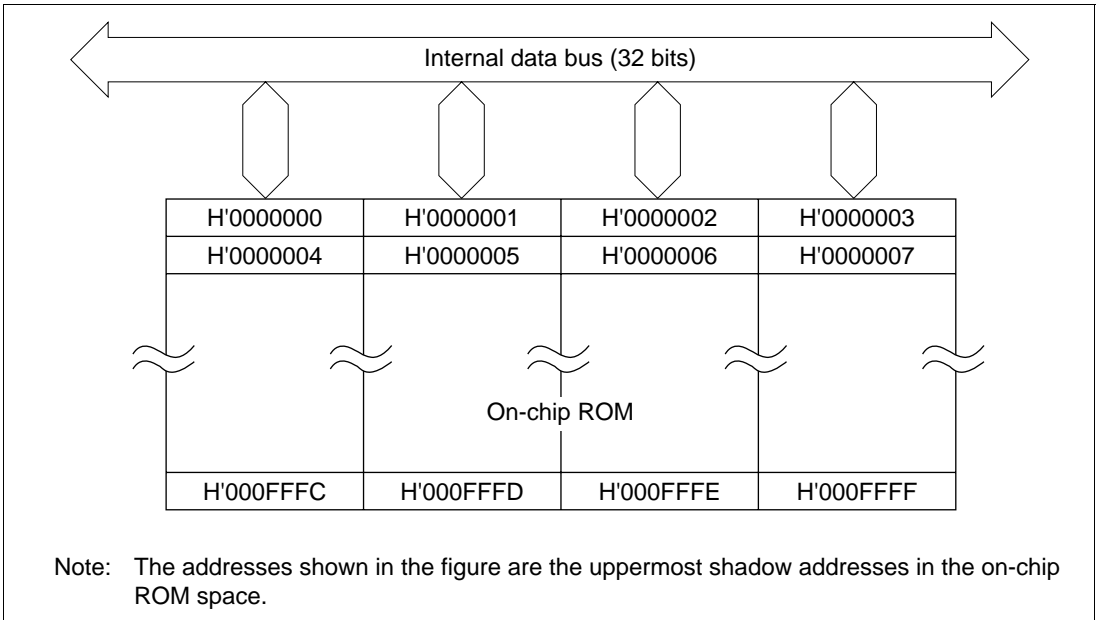 Internal data bus (32 bits)
H'0000000 H'0000001 H'0000002 H'0000003
H'0000004 H'0000005 H'0000006 H'0000007
On-chip ROM
H'000FFFC H'000FFFD H'000FFFE H'000FFFF
Note: The addresses shown in the figure are the uppermost shadow addresses in the on-chip
ROM space.